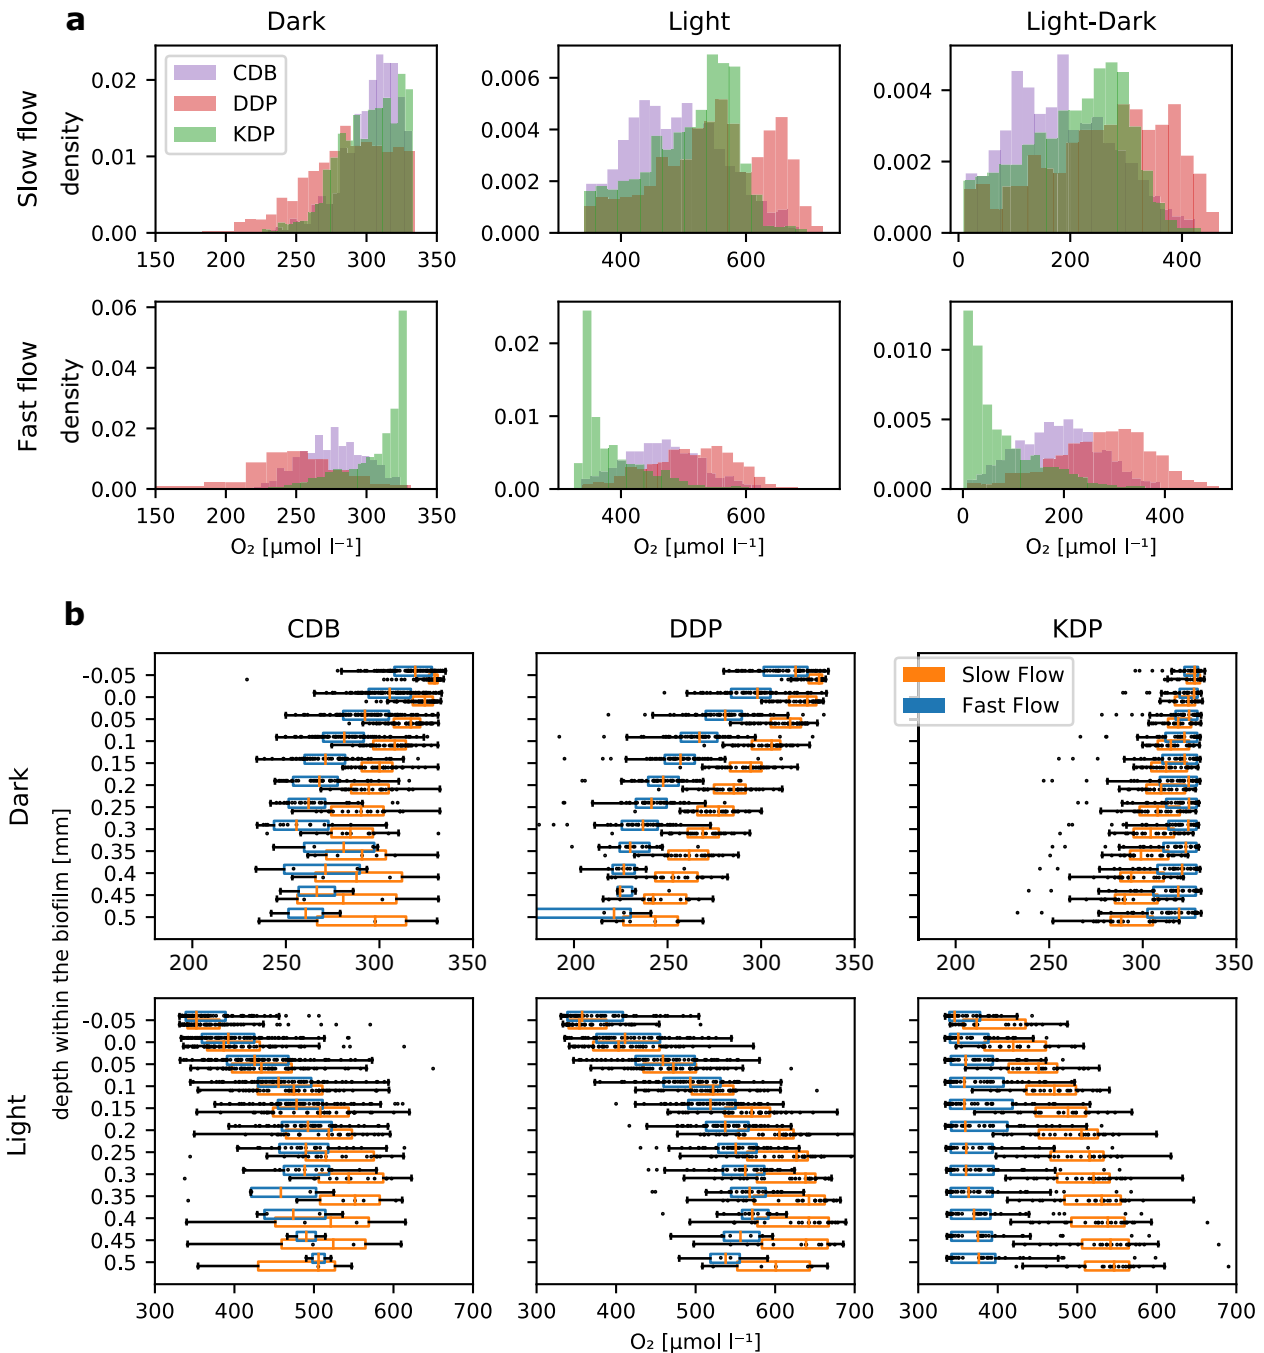 a
Dark
Light
Light-Dark
Slow flow
density
0.02
0.01
0.00
CDB
DDP
KDP
150 200 250 300 350
0.006
0.004
0.002
0.000
400 600
0.004
0.002
0.000
0 200 400
Fast flow
density
0.06
0.04
0.02
0.00
150 200 250 300 350
O₂ [μmol l⁻¹]
0.02
0.01
0.00
400 600
O₂ [μmol l⁻¹]
0.010
0.005
0.000
0 200 400
O₂ [μmol l⁻¹]
b
CDB
DDP
KDP
Dark
depth within the biofilm [mm]
-0.05
0.0
0.05
0.1
0.15
0.2
0.25
0.3
0.35
0.4
0.45
0.5
Slow Flow
Fast Flow
200 250 300 350
200 250 300 350
200 250 300 350
Light
-0.05
0.0
0.05
0.1
0.15
0.2
0.25
0.3
0.35
0.4
0.45
0.5
300 400 500 600 700
300 400 500 600 700
300 400 500 600 700
O₂ [μmol l⁻¹]